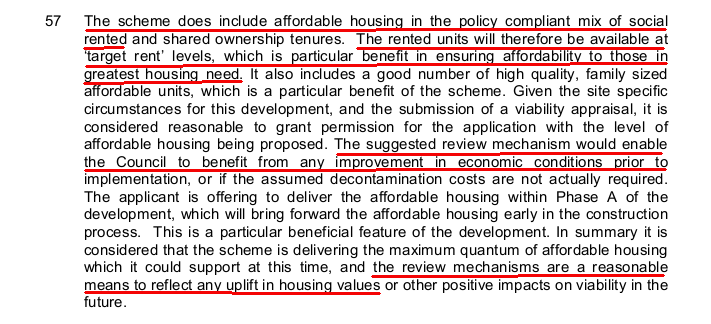 57 The scheme does include affordable housing in the policy compliant mix of social
rented and shared ownership tenures. The rented units will therefore be available at
'target rent' levels, which is particular benefit in ensuring affordability to those in
greatest housing need. It also includes a good number of high quality, family sized
affordable units, which is a particular benefit of the scheme. Given the site specific
circumstances for this development, and the submission of a viability appraisal, it is
considered reasonable to grant permission for the application with the level of
affordable housing being proposed. The suggested review mechanism would enable
the Council to benefit from any improvement in economic conditions prior to
implementation, or if the assumed decontamination costs are not actually required.
The applicant is offering to deliver the affordable housing within Phase A of the
development, which will bring forward the affordable housing early in the construction
process. This is a particular beneficial feature of the development. In summary it is
considered that the scheme is delivering the maximum quantum of affordable housing
which it could support at this time, and the review mechanisms are a reasonable
means to reflect any uplift in housing values or other positive impacts on viability in the
future.